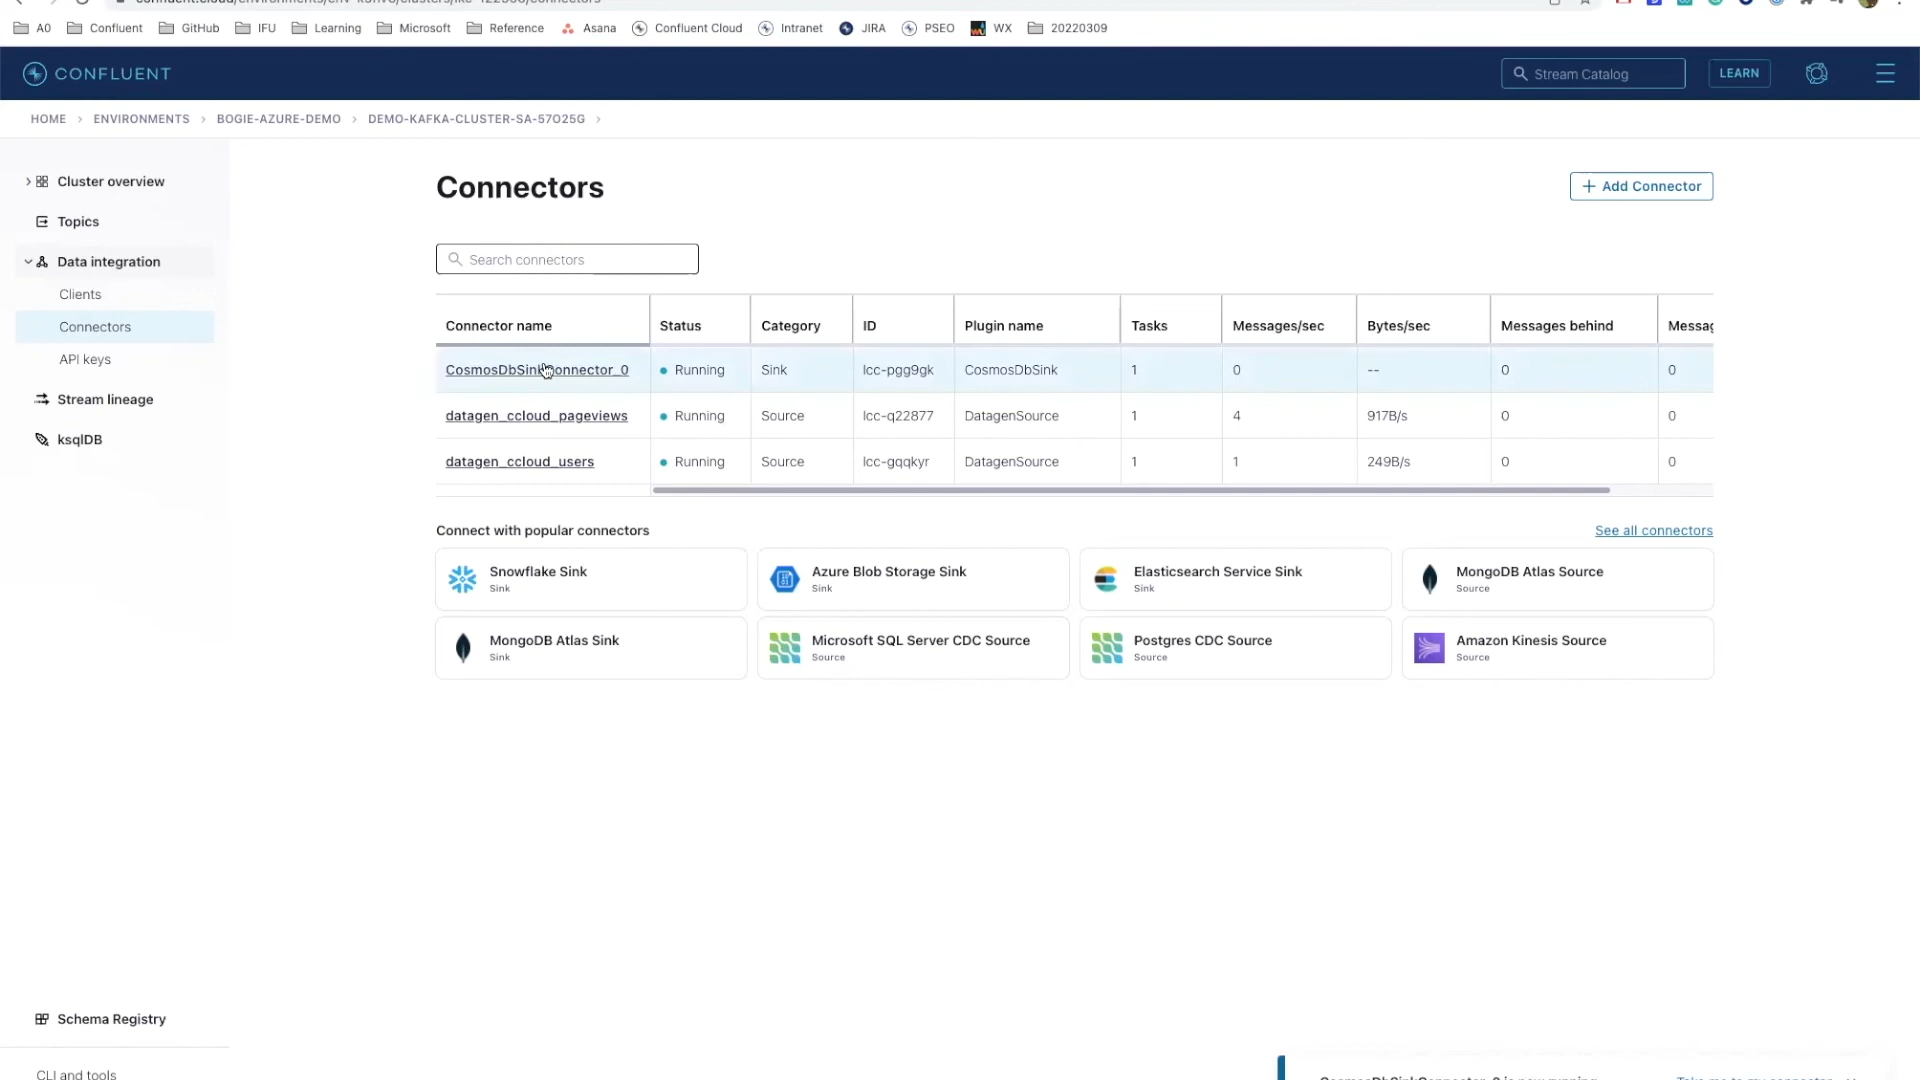 A0 Confluent GitHub IFU Learning Microsoft Reference Asana Confluent Cloud Intranet JIRA PSEO WX 20220309
CONFLUENT Stream Catalog LEARN
HOME > ENVIRONMENTS > BOGIE-AZURE-DEMO > DEMO-KAFKA-CLUSTER-SA-57O25G >
Cluster overview
Topics
Data integration
Clients
Connectors
API keys
Stream lineage
ksqlDB
Schema Registry
CLI and tools
Connectors
+ Add Connector
Search connectors
Connector name Status Category ID Plugin name Tasks Messages/sec Bytes/sec Messages behind
CosmosDbSinkConnector_0 Running Sink lcc-pgg9gk CosmosDbSink 1 0 -- 0 0
datagen_ccloud_pageviews Running Source lcc-q22877 DatagenSource 1 4 917B/s 0 0
datagen_ccloud_users Running Source lcc-gqqkyr DatagenSource 1 1 249B/s 0 0
Connect with popular connectors See all connectors
Snowflake Sink
Sink
Azure Blob Storage Sink
Sink
Elasticsearch Service Sink
Sink
MongoDB Atlas Source
Source
MongoDB Atlas Sink
Sink
Microsoft SQL Server CDC Source
Source
Postgres CDC Source
Source
Amazon Kinesis Source
Source